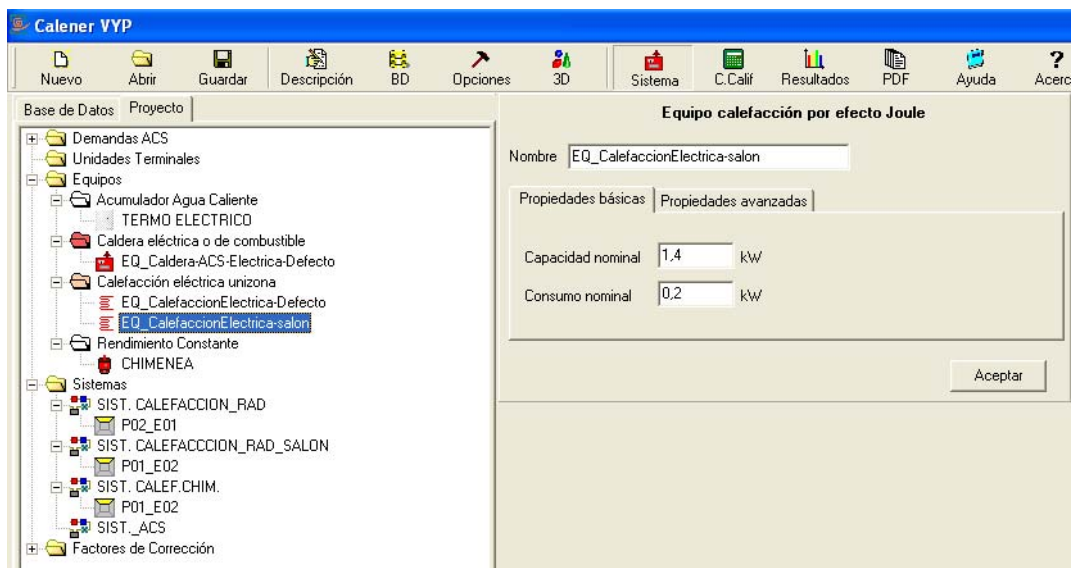 Calener VYP
Nuevo Abrir Guardar Descripción BD Opciones 3D Sistema C.Calif Resultados PDF Ayuda Acerc
Base de Datos Proyecto
Demandas ACS
Unidades Terminales
Equipos
Acumulador Agua Caliente
TERMO ELECTRICO
Caldera eléctrica o de combustible
EQ_Caldera-ACS-Electrica-Defecto
Calefacción eléctrica unizona
EQ_CalefaccionElectrica-Defecto
EQ_CalefaccionElectrica-salon
Rendimiento Constante
CHIMENEA
Sistemas
SIST. CALEFACCION_RAD
P02_E01
SIST. CALEFACCCION_RAD_SALON
P01_E02
SIST. CALEF.CHIM.
P01_E02
SIST._ACS
Factores de Corrección
Equipo calefacción por efecto Joule
Nombre EQ_CalefaccionElectrica-salon
Propiedades básicas Propiedades avanzadas
Capacidad nominal 1,4 kW
Consumo nominal 0,2 kW
Aceptar